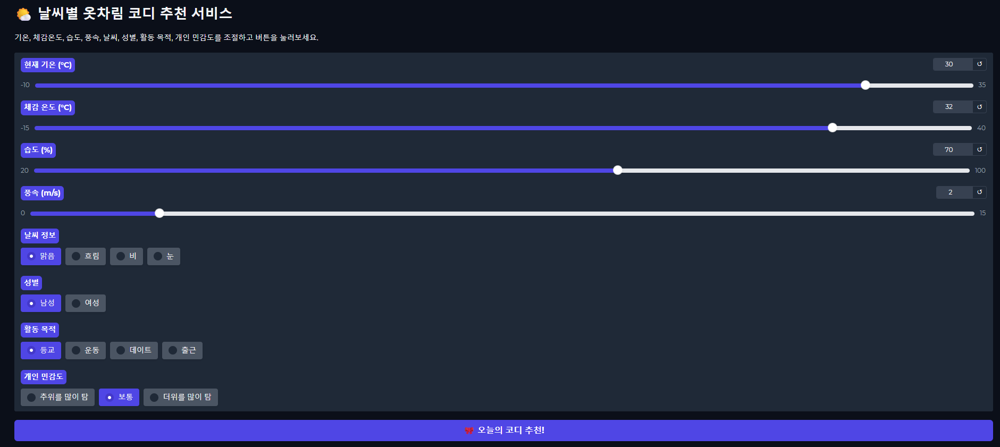 날씨별 옷차림 코디 추천 서비스
기온, 체감온도, 습도, 풍속, 날씨, 성별, 활동 목적, 개인 민감도를 조절하고 버튼을 눌러보세요.
현재 기온 (°C) 30 ↺
-10 35
체감 온도 (°C) 32 ↺
-15 40
습도 (%) 70 ↺
20 100
풍속 (m/s) 2 ↺
0 15
날씨 정보
맑음 흐림 비 눈
성별
남성 여성
활동 목적
등교 운동 데이트 출근
개인 민감도
추위를 많이 탐 보통 더위를 많이 탐
오늘의 코디 추천!